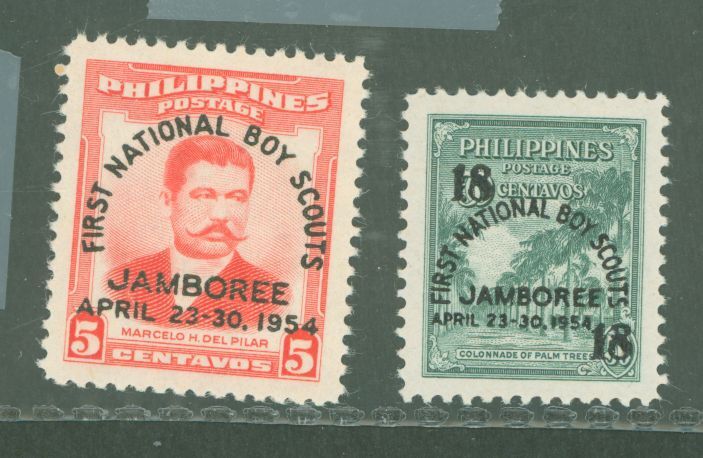 PHILIPPINES
POSTAGE
FIRST NATIONAL BOY SCOUTS
JAMBOREE
APRIL 23-30, 1954
MARCELO H. DEL PILAR
5 CENTAVOS 5
PHILIPPINES
POSTAGE
18 CENTAVOS
FIRST NATIONAL BOY SCOUTS
JAMBOREE
APRIL 23-30, 1954
18
COLONNADE OF PALM TREES